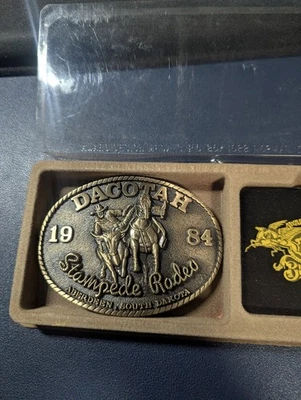 DACOTAH
19 84
Stampede Rodeo
ABERDEEN, SOUTH DAKOTA